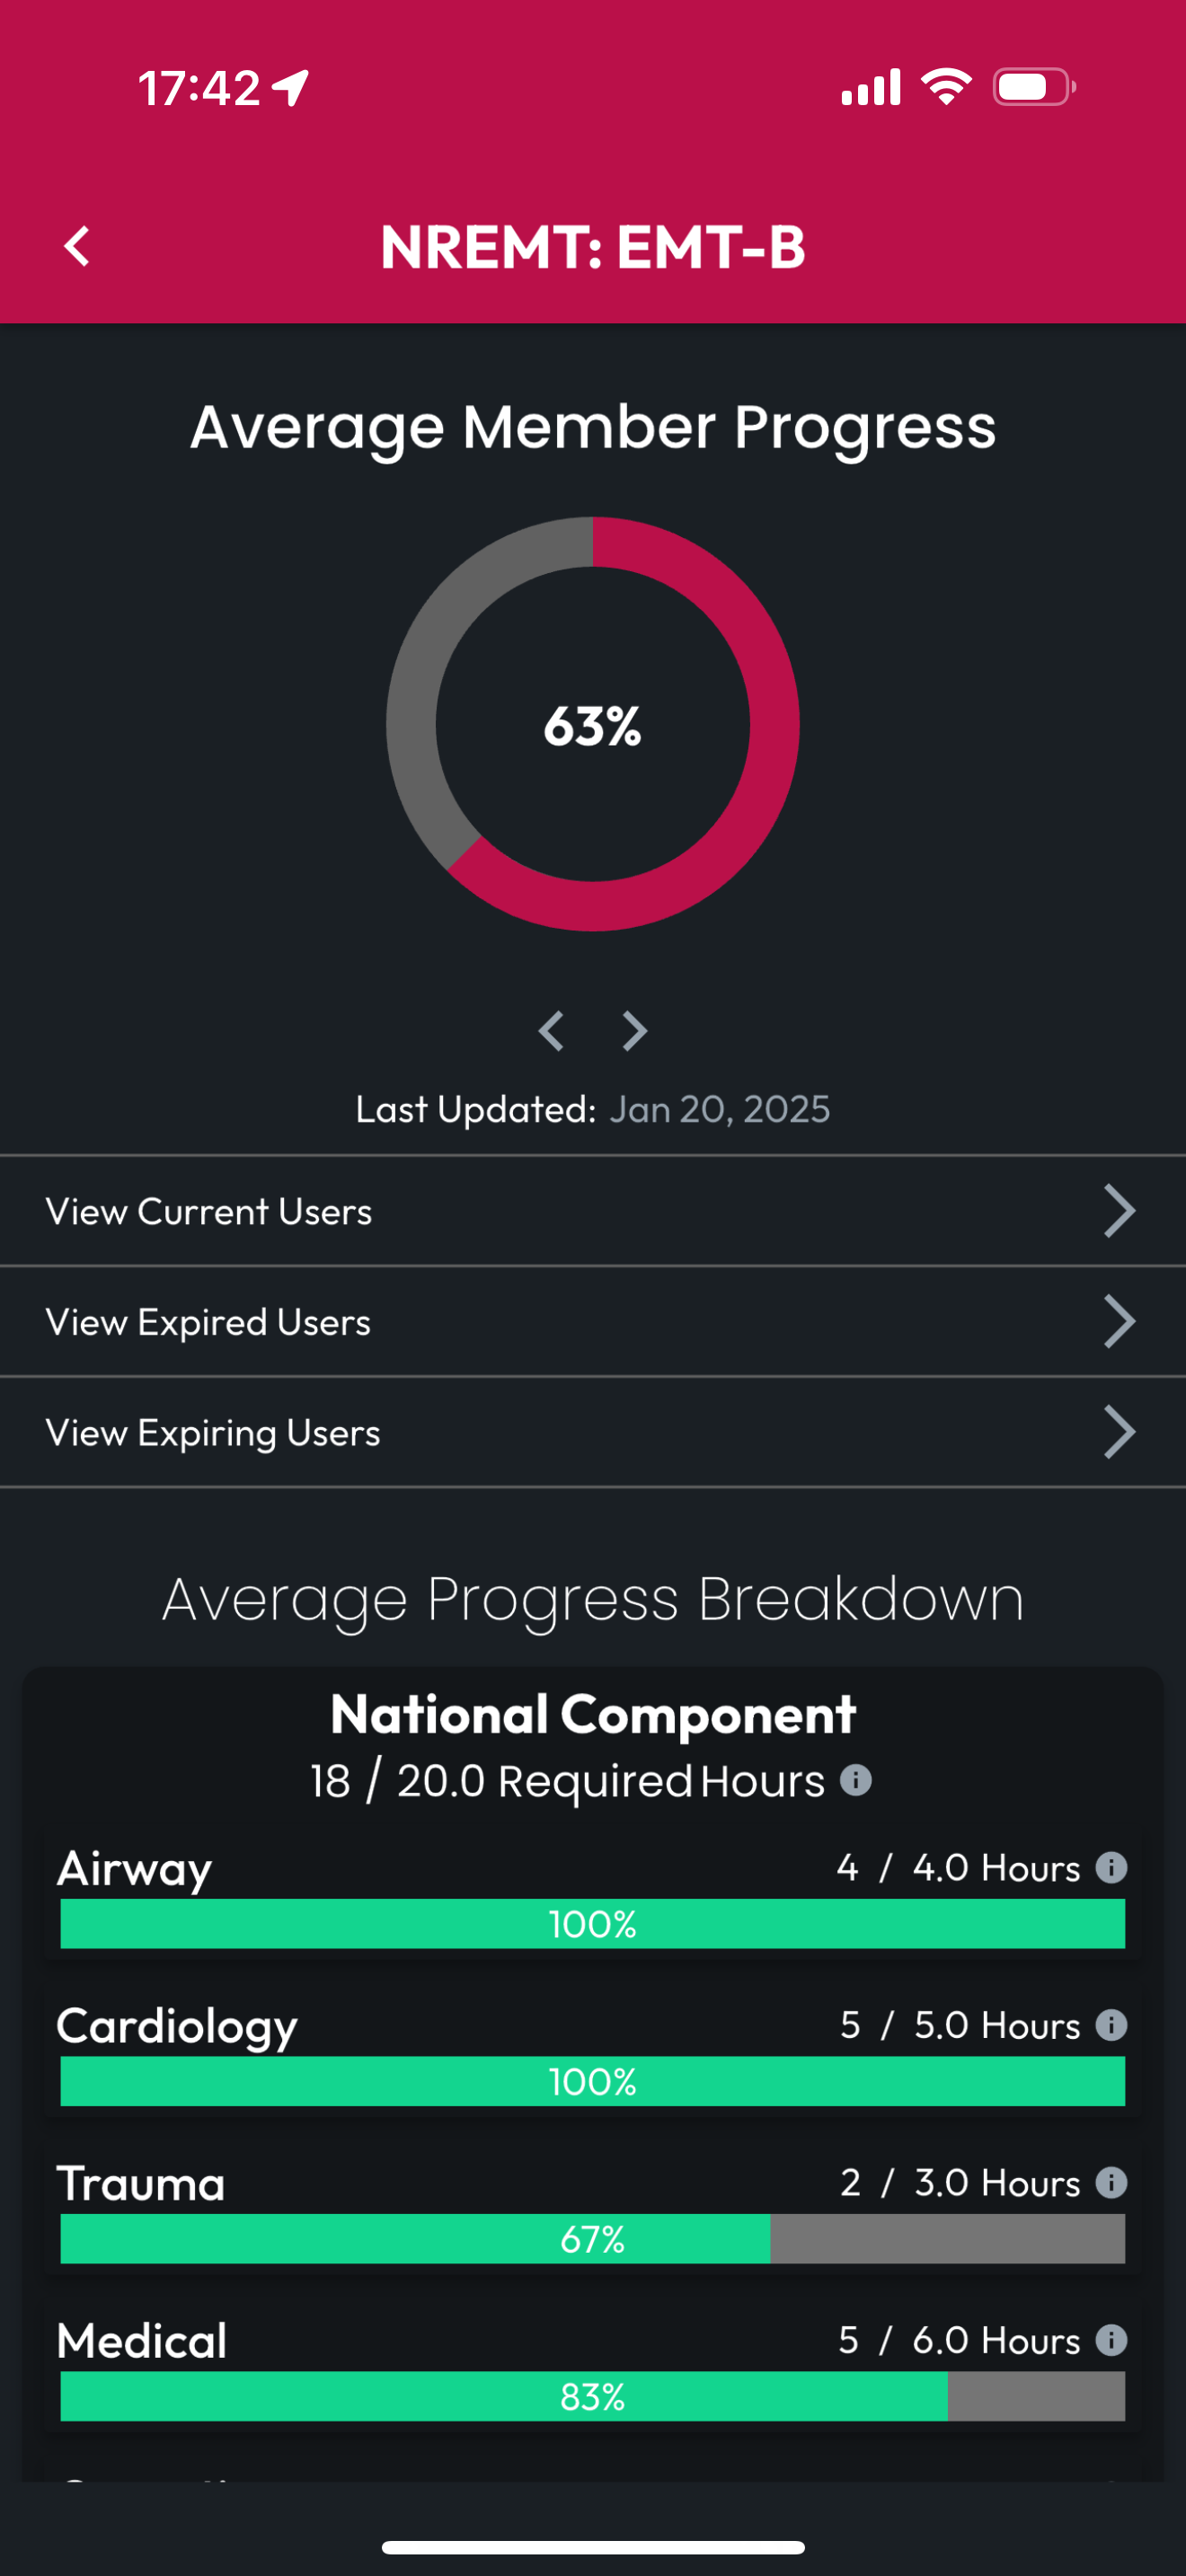 17:42
NREMT: EMT-B
Average Member Progress
63%
Last Updated: Jan 20, 2025
View Current Users
View Expired Users
View Expiring Users
Average Progress Breakdown
National Component
18 / 20.0 Required Hours
Airway 4 / 4.0 Hours
100%
Cardiology 5 / 5.0 Hours
100%
Trauma 2 / 3.0 Hours
67%
Medical 5 / 6.0 Hours
83%